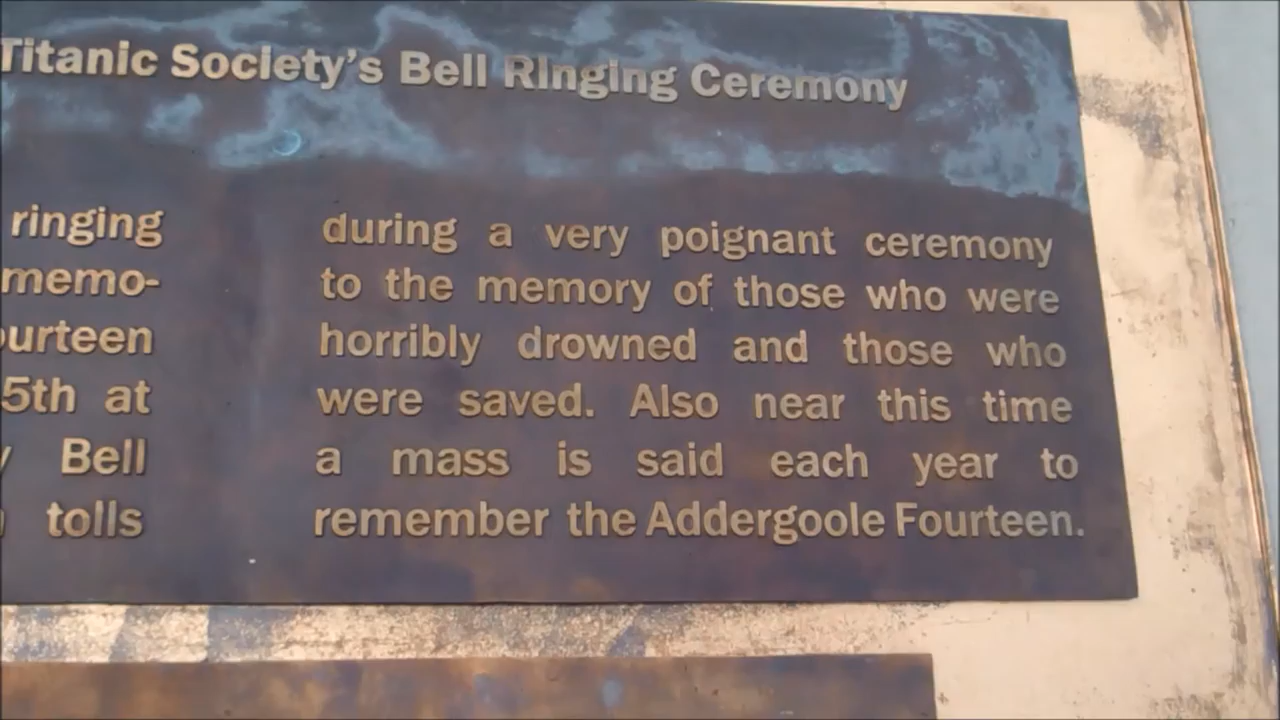 Titanic Society's Bell RInging Ceremony
ringing
memo-
5th at
Bell
tolls
during a very poignant ceremony
to the memory of those who were
horribly drowned and those who
were saved. Also near this time
a mass is said each year to
remember the Addergoole Fourteen.